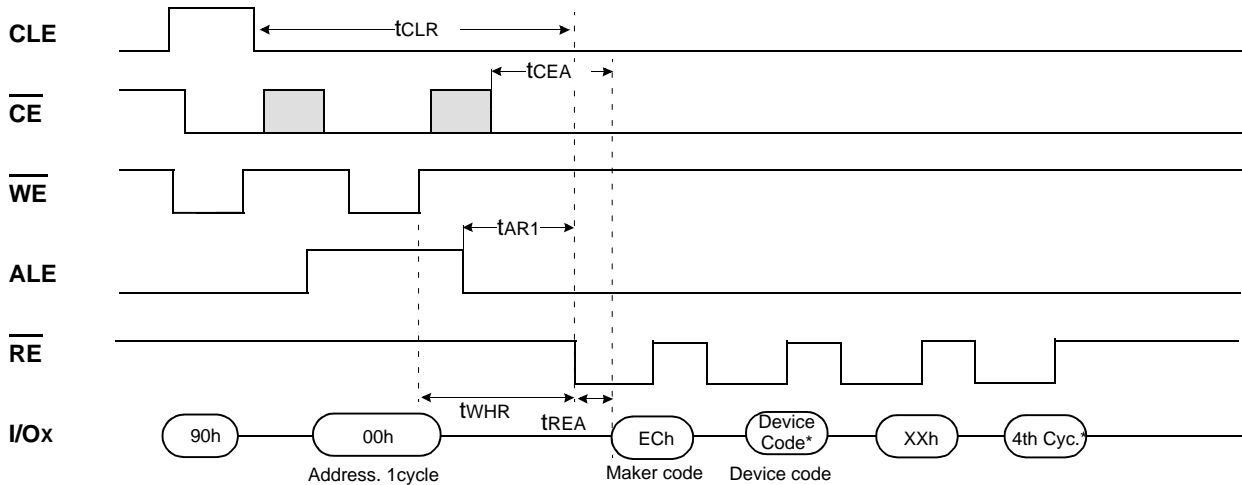 CLE
tCLR
tCEA
CE
WE
tAR1
ALE
RE
tWHR
tREA
I/Ox
90h
00h
ECh
Device
Code*
XXh
4th Cyc.*
Address. 1cycle
Maker code
Device code